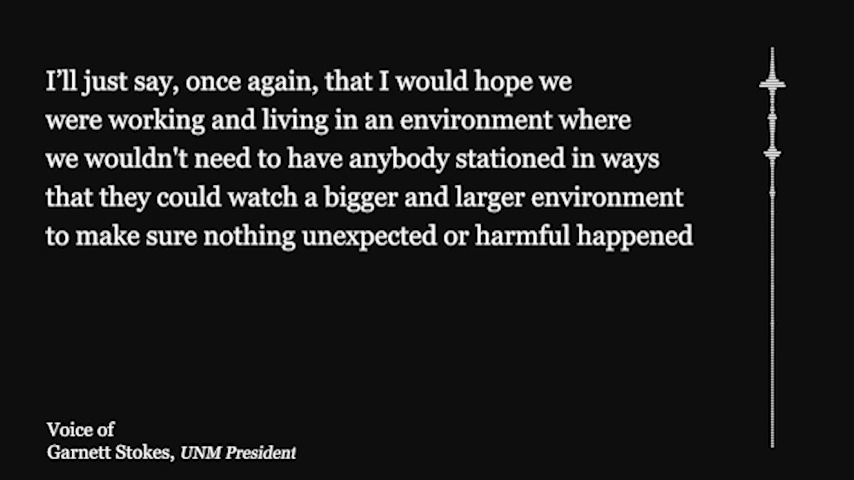 I’ll just say, once again, that I would hope we
were working and living in an environment where
we wouldn't need to have anybody stationed in ways
that they could watch a bigger and larger environment
to make sure nothing unexpected or harmful happened
Voice of
Garnett Stokes, UNM President